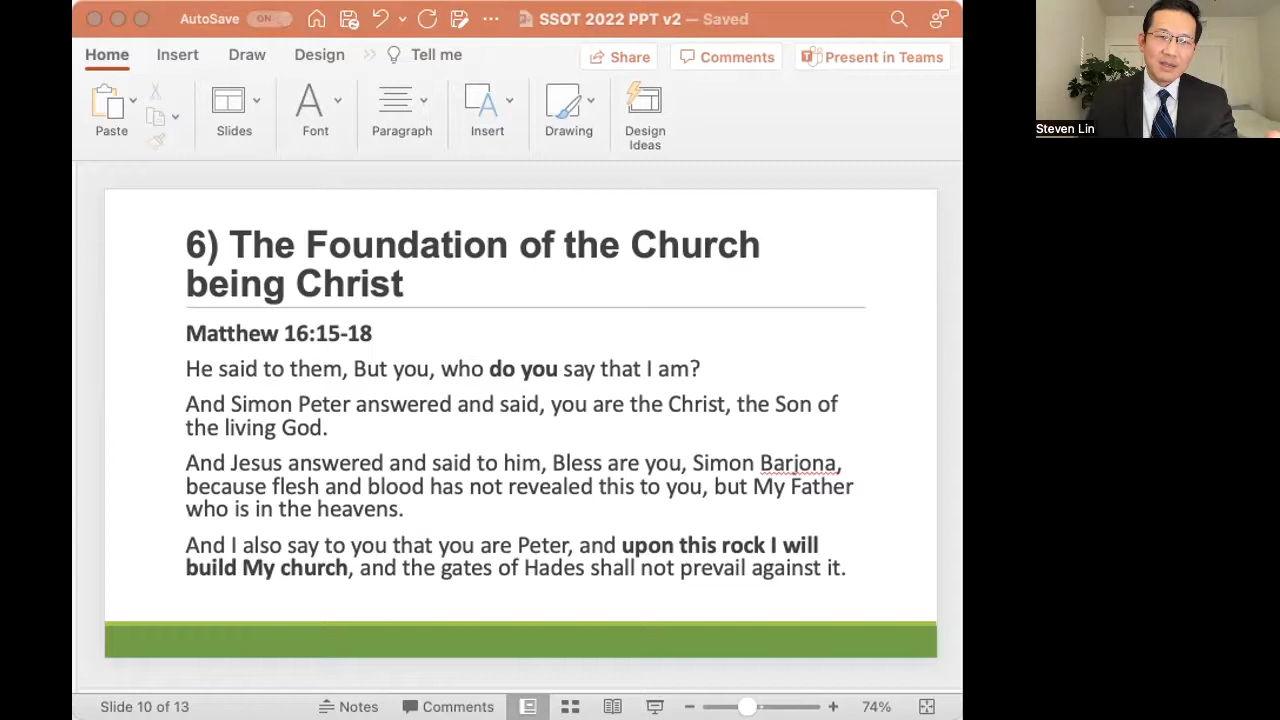 AutoSave ON
SSOT 2022 PPT v2 — Saved
Home Insert Draw Design Tell me Share Comments Present in Teams
Paste Slides Font Paragraph Insert Drawing Design
Ideas
Steven Lin
6) The Foundation of the Church
being Christ
Matthew 16:15-18
He said to them, But you, who do you say that I am?
And Simon Peter answered and said, you are the Christ, the Son of
the living God.
And Jesus answered and said to him, Bless are you, Simon Barjona,
because flesh and blood has not revealed this to you, but My Father
who is in the heavens.
And I also say to you that you are Peter, and upon this rock I will
build My church, and the gates of Hades shall not prevail against it.
Slide 10 of 13 Notes Comments 74%